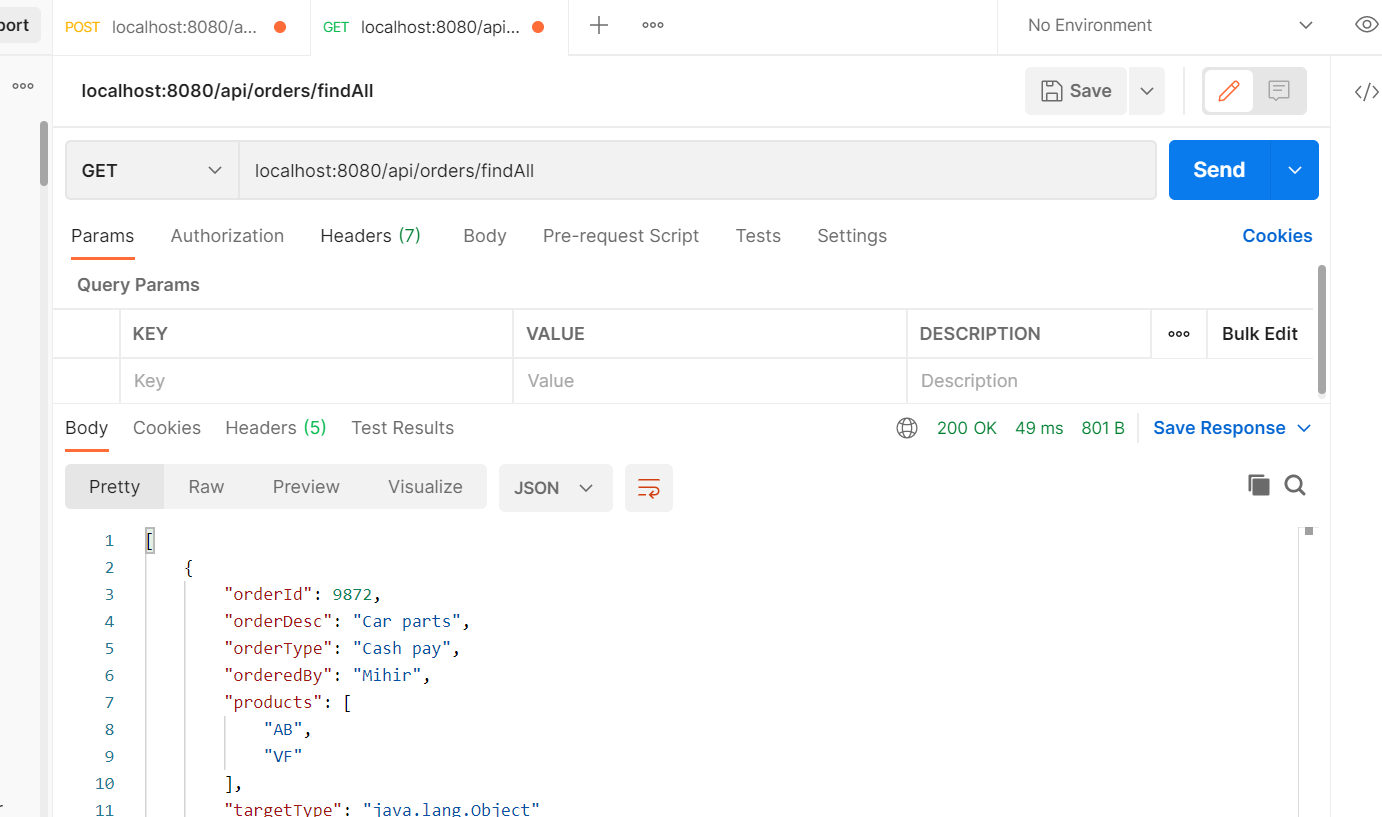 port POST localhost:8080/a... GET localhost:8080/api... No Environment
localhost:8080/api/orders/findAll Save
GET localhost:8080/api/orders/findAll Send
Params Authorization Headers (7) Body Pre-request Script Tests Settings Cookies
Query Params
KEY VALUE DESCRIPTION Bulk Edit
Key Value Description
Body Cookies Headers (5) Test Results 200 OK 49 ms 801 B Save Response
Pretty Raw Preview Visualize JSON
1 [
2 {
3 "orderId": 9872,
4 "orderDesc": "Car parts",
5 "orderType": "Cash pay",
6 "orderedBy": "Mihir",
7 "products": [
8 "AB",
9 "VF"
10 ],
11 "targetType": "java.lang.Object"